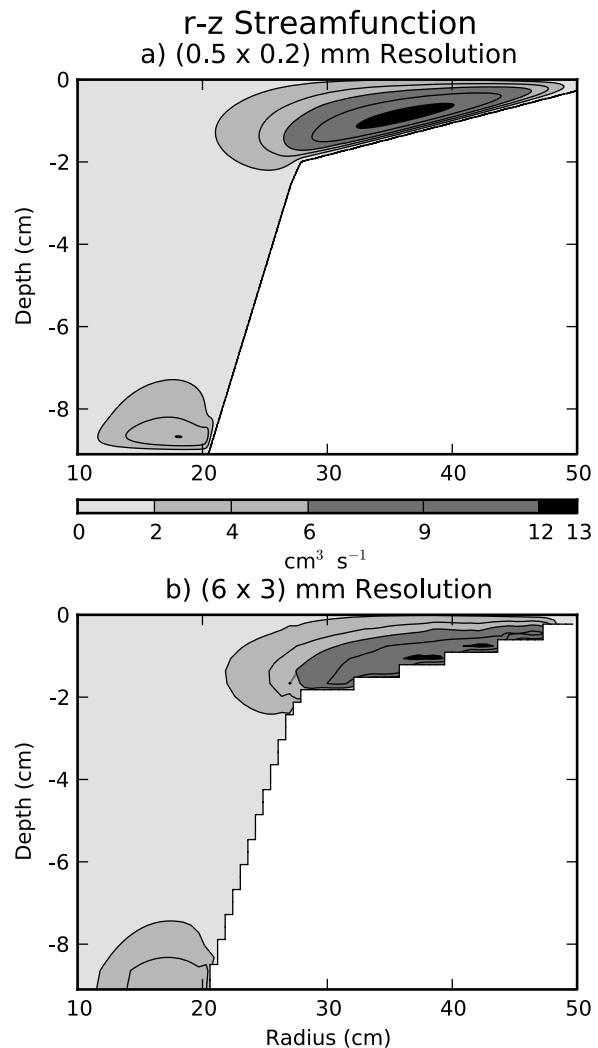 r-z Streamfunction
a) (0.5 x 0.2) mm Resolution
0
-2
-4
-6
-8
Depth (cm)
10 20 30 40 50
0 2 4 6 9 12 13
cm³ s⁻¹
b) (6 x 3) mm Resolution
0
-2
-4
-6
-8
Depth (cm)
10 20 30 40 50
Radius (cm)